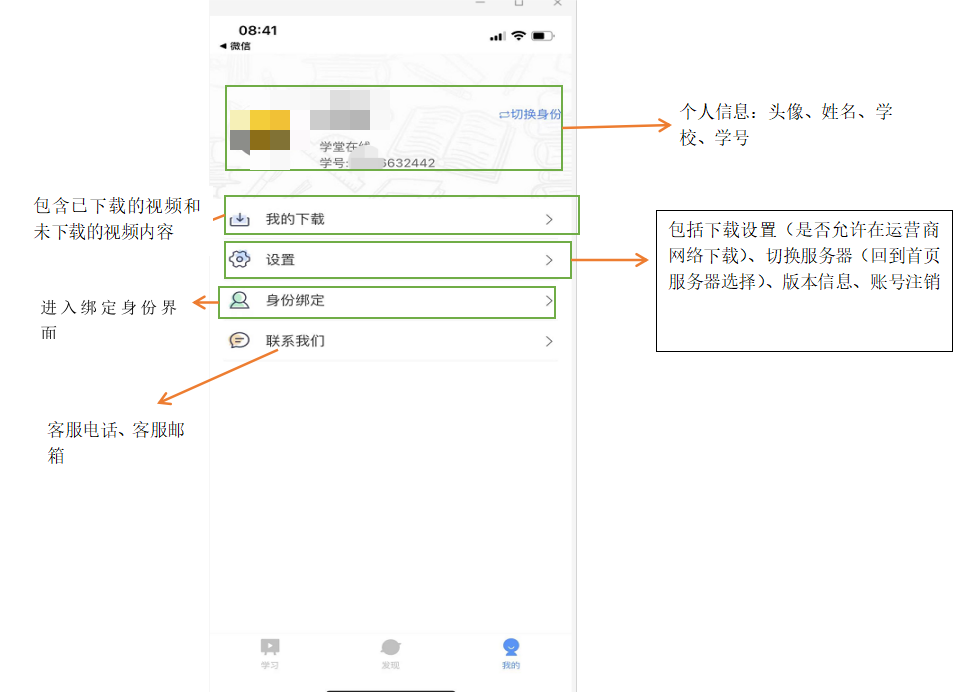 08:41
微信
切换身份
学堂在线
学号: 6632442
个人信息：头像、姓名、学
校、学号
包含已下载的视频和
未下载的视频内容
我的下载
设置
包括下载设置（是否允许在运营商
网络下载）、切换服务器（回到首页
服务器选择）、版本信息、账号注销
进入绑定身份界
面
身份绑定
联系我们
客服电话、客服邮
箱
学习
发现
我的